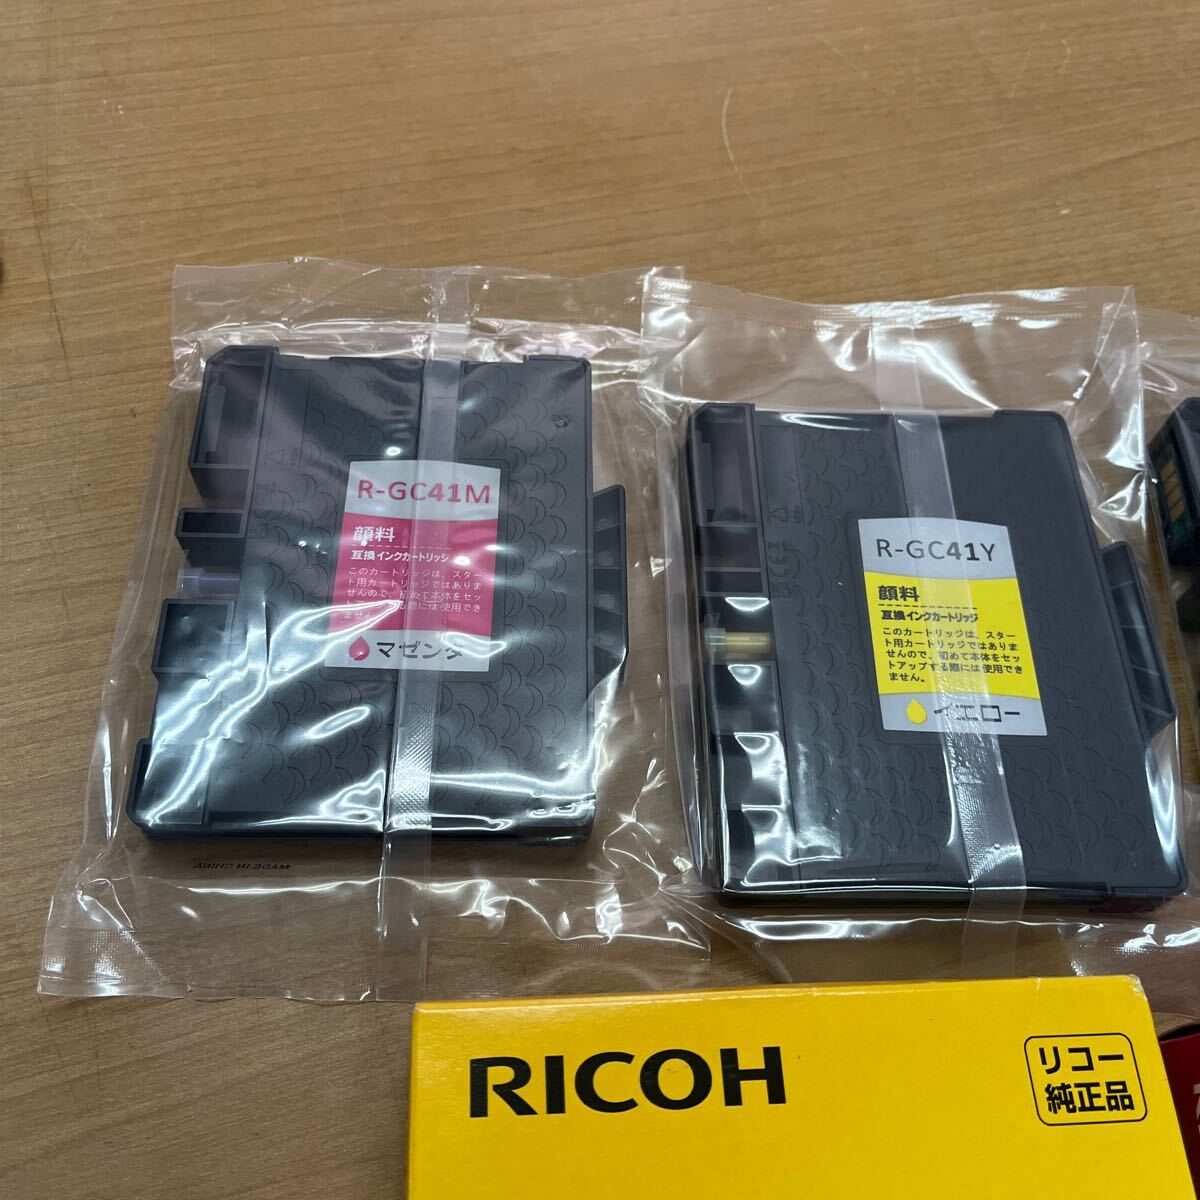 R-GC41M
顔料
互換インクカートリッジ
このカートリッジは、スター
ト用カートリッジではありま
せんので、初めて本体をセッ
トアップする際には使用でき
ません。
マゼンタ
MADE IN CHINA
R-GC41Y
顔料
互換インクカートリッジ
このカートリッジは、スター
ト用カートリッジではありま
せんので、初めて本体をセッ
トアップする際には使用でき
ません。
イエロー
RICOH
リコー
純正品